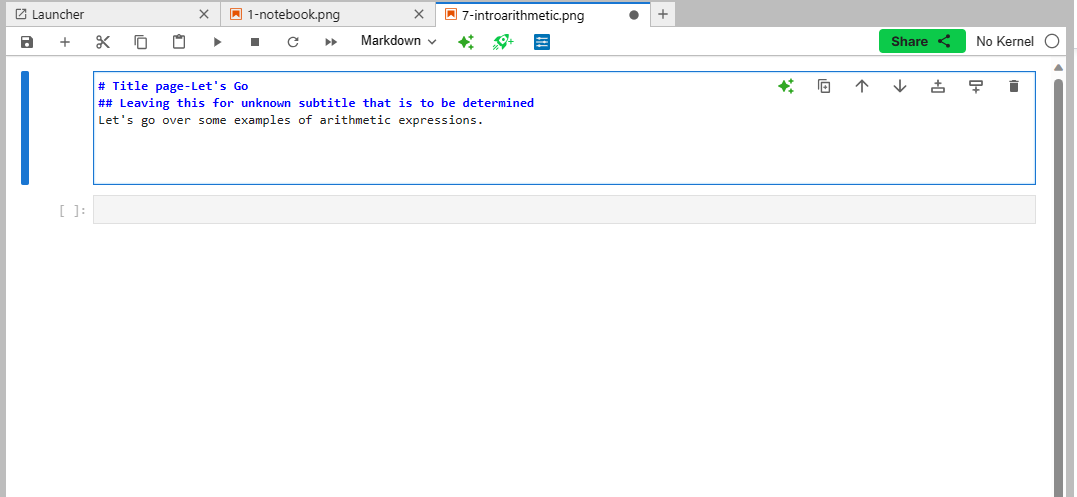 Launcher
1-notebook.png
7-introarithmetic.png
Markdown
Share
No Kernel
# Title page-Let's Go
## Leaving this for unknown subtitle that is to be determined
Let's go over some examples of arithmetic expressions.
[ ]: